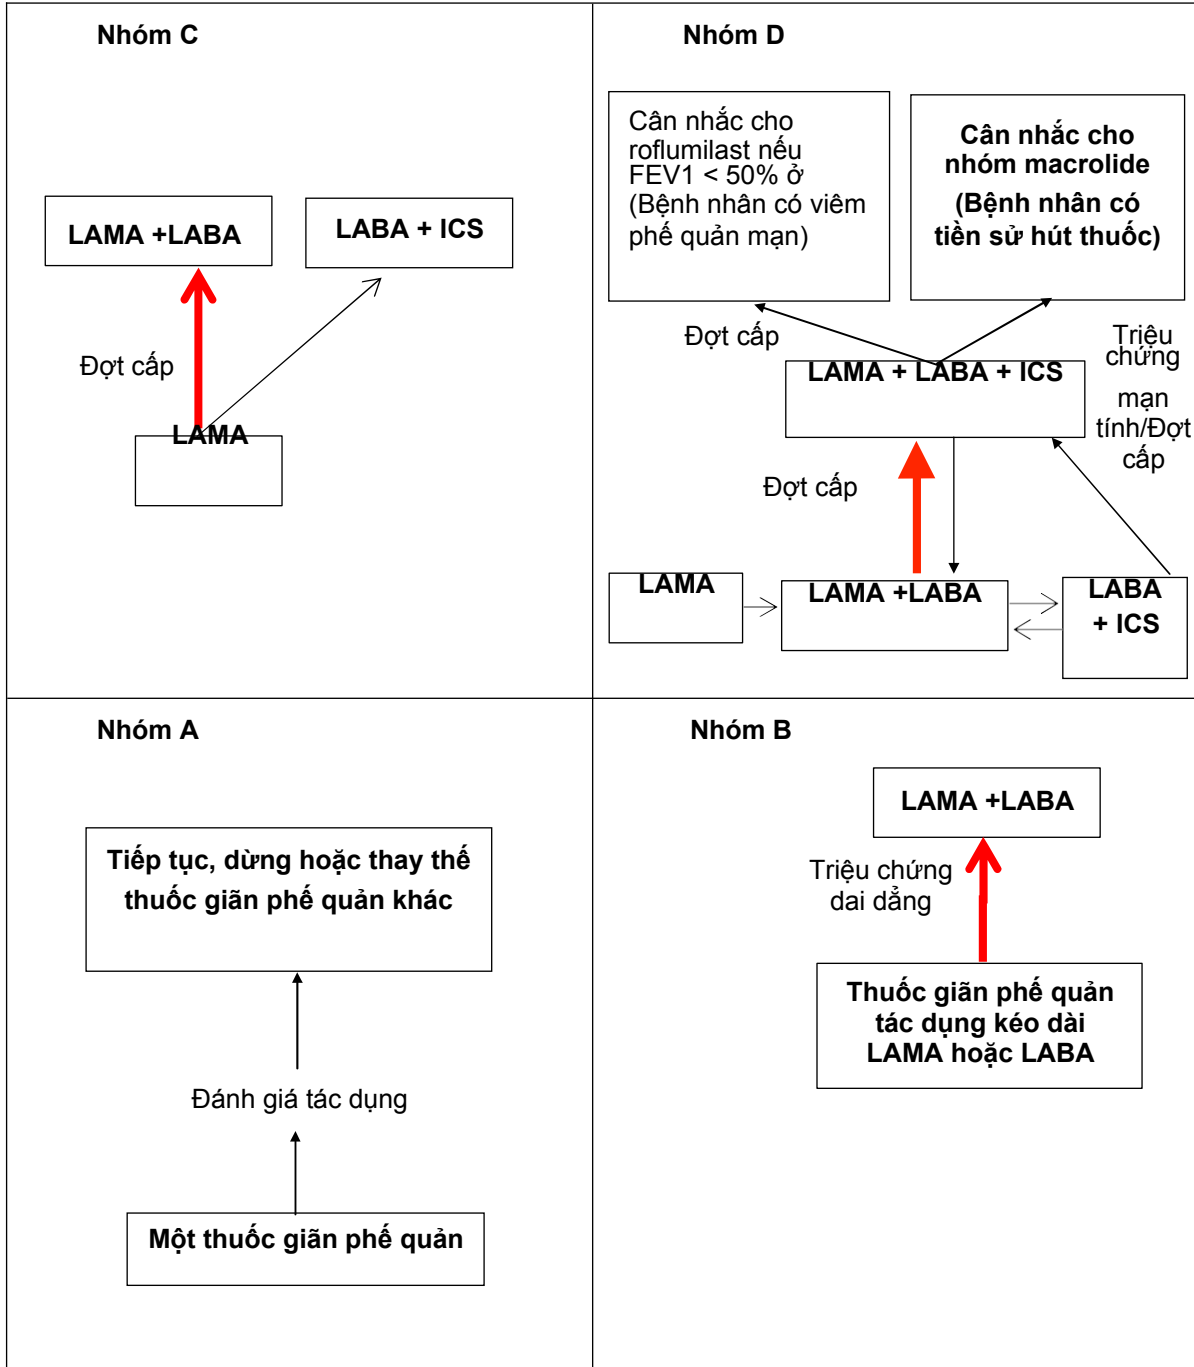 Nhóm C
LAMA +LABA
LABA + ICS
Đợt cấp
LAMA
Nhóm D
Cân nhắc cho
roflumilast nếu
FEV1 < 50% ở
(Bệnh nhân có viêm
phế quản mạn)
Cân nhắc cho
nhóm macrolide
(Bệnh nhân có
tiền sử hút thuốc)
Đợt cấp
Triệu
chứng
mạn
tính/Đợt
cấp
LAMA + LABA + ICS
Đợt cấp
LAMA
LAMA +LABA
LABA
+ ICS
Nhóm A
Tiếp tục, dừng hoặc thay thế
thuốc giãn phế quản khác
Đánh giá tác dụng
Một thuốc giãn phế quản
Nhóm B
LAMA +LABA
Triệu chứng
dai dẳng
Thuốc giãn phế quản
tác dụng kéo dài
LAMA hoặc LABA